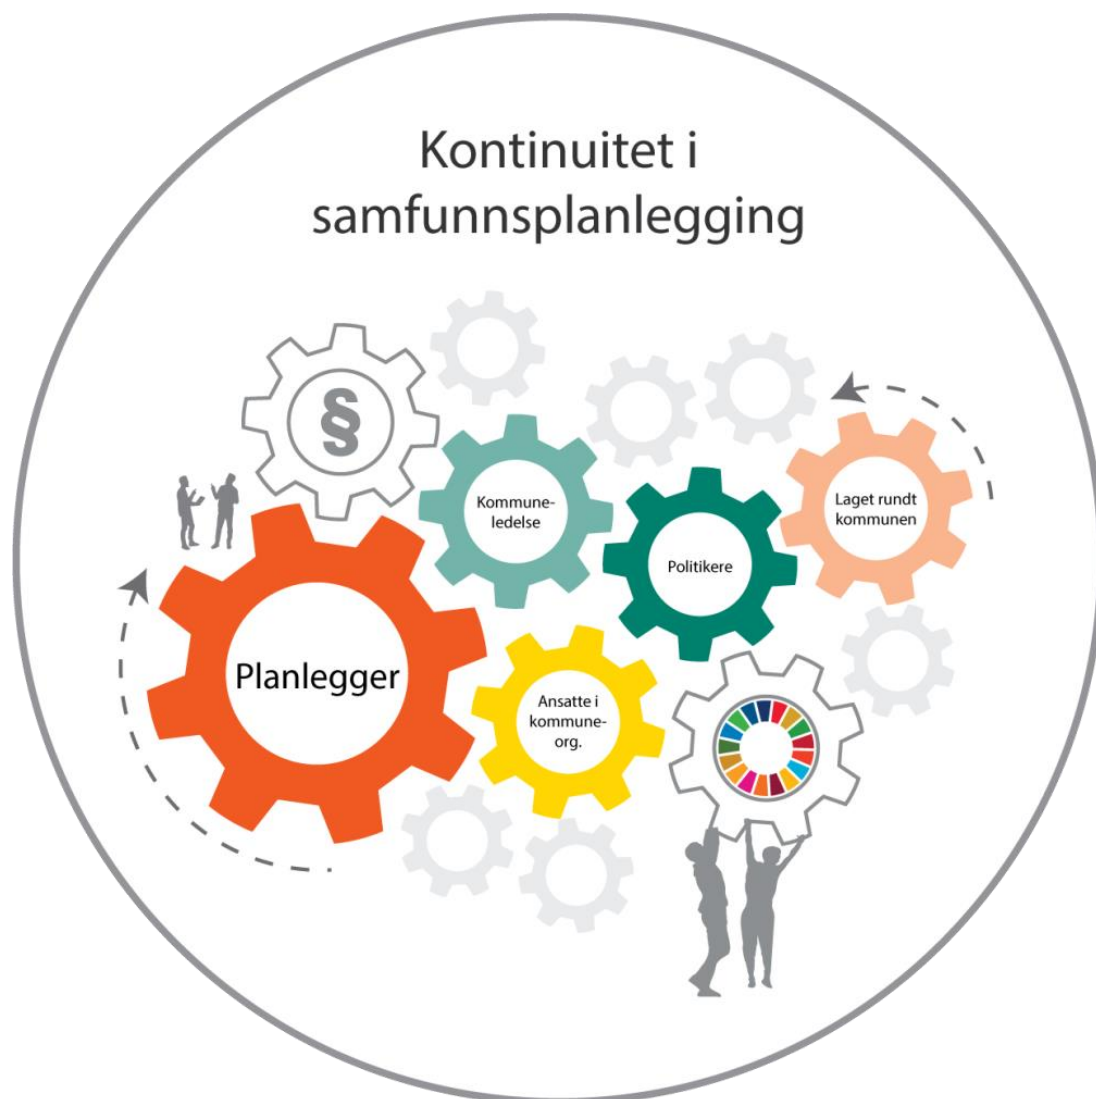 Kontinuitet i
samfunnsplanlegging
§
Kommune-
ledelse
Laget rundt
kommunen
Politikere
Planlegger
Ansatte i
kommune-
org.